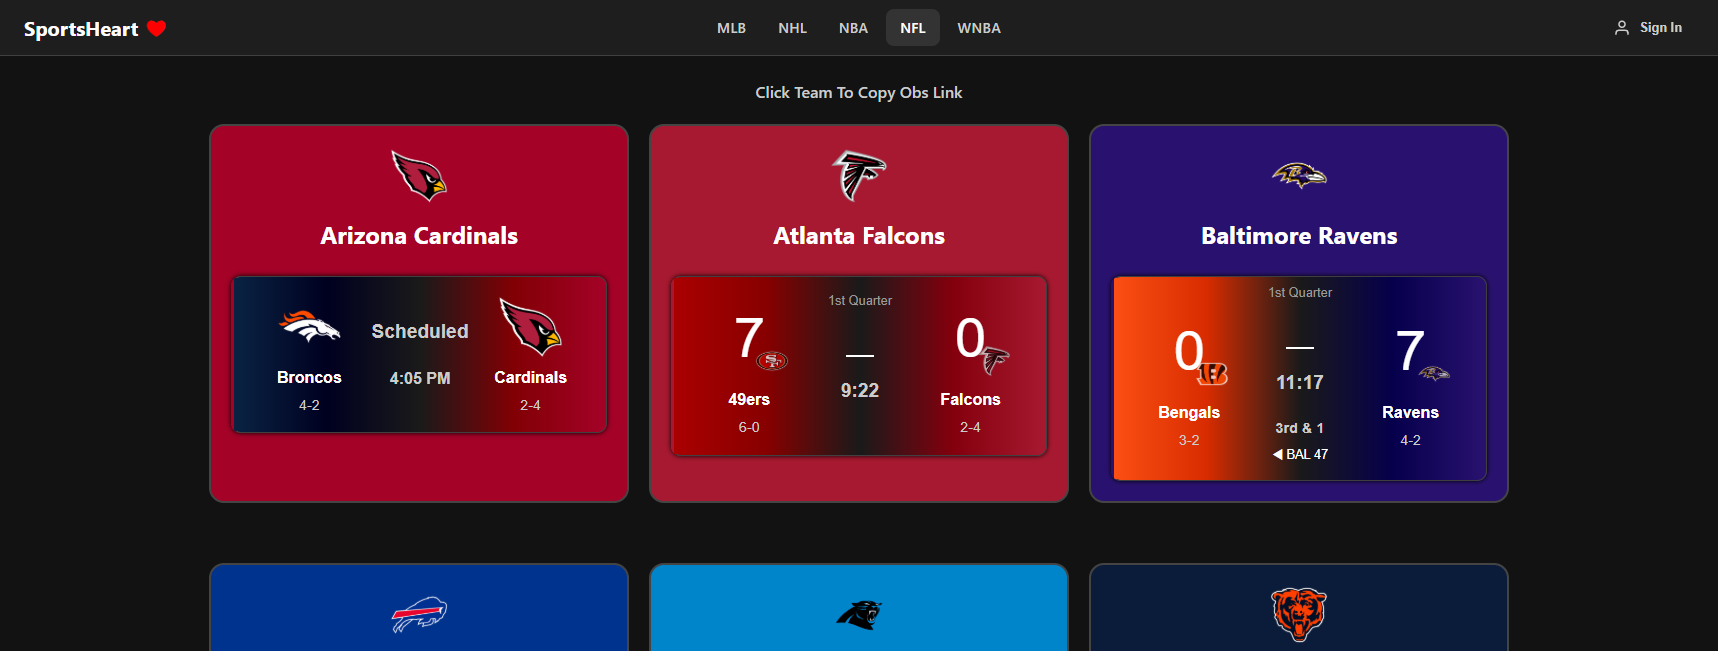 SportsHeart
MLB NHL NBA NFL WNBA
Sign In
Click Team To Copy Obs Link
Arizona Cardinals
Scheduled
4:05 PM
Broncos
4-2
Cardinals
2-4
Atlanta Falcons
1st Quarter
7
0
9:22
49ers
6-0
Falcons
2-4
Baltimore Ravens
1st Quarter
0
7
11:17
Bengals
3-2
Ravens
4-2
3rd & 1
◀ BAL 47